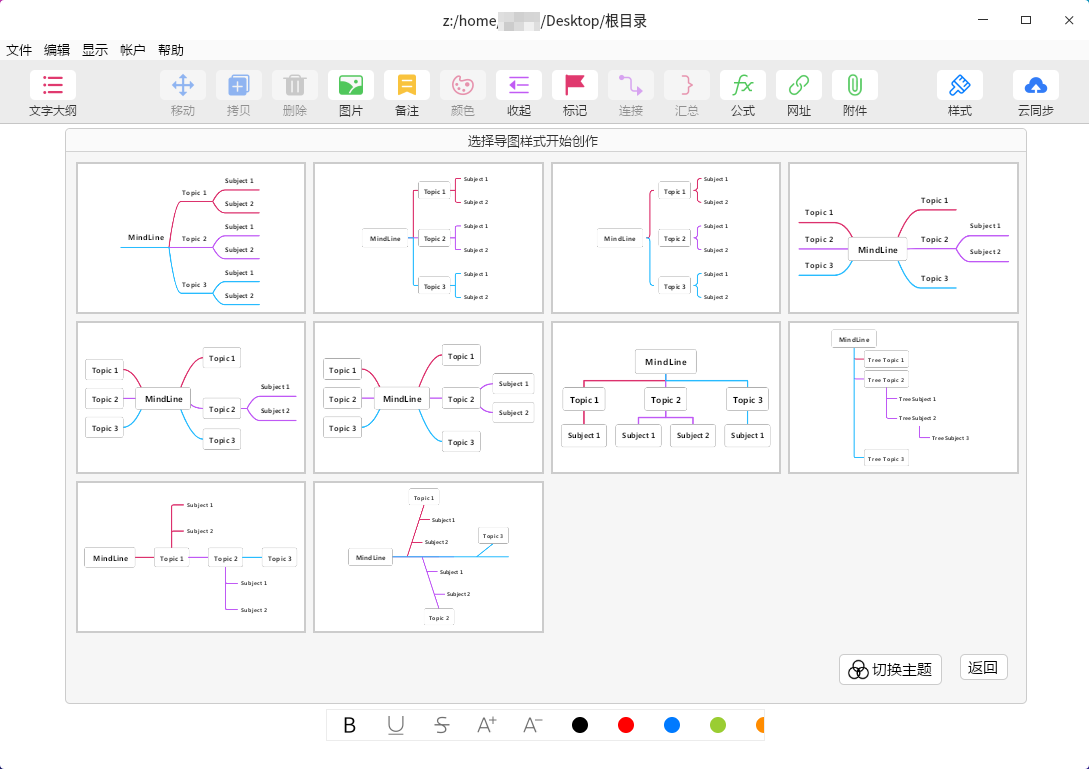 z:/home/ /Desktop/根目录
文件 编辑 显示 帐户 帮助
文字大纲 移动 拷贝 删除 图片 备注 颜色 收起 标记 连接 汇总 公式 网址 附件 样式 云同步
选择导图样式开始创作
MindLine
Topic 1
Subject 1
Subject 2
Topic 2
Subject 1
Subject 2
Topic 3
Subject 1
Subject 2
MindLine
Topic 1
Subject 1
Subject 2
Topic 2
Subject 1
Subject 2
Topic 3
Subject 1
Subject 2
MindLine
Topic 1
Subject 1
Subject 2
Topic 2
Subject 1
Subject 2
Topic 3
Subject 1
Subject 2
Topic 1
Topic 2
Topic 3
MindLine
Topic 1
Topic 2
Subject 1
Subject 2
Topic 3
Topic 1
Topic 2
Topic 3
MindLine
Topic 1
Topic 2
Subject 1
Subject 2
Topic 3
Topic 1
Topic 2
Topic 3
MindLine
Topic 1
Topic 2
Subject 1
Subject 2
Topic 3
MindLine
Topic 1 Topic 2 Topic 3
Subject 1 Subject 1 Subject 2 Subject 1
MindLine
Tree Topic 1
Tree Topic 2
Tree Subject 1
Tree Subject 2
Tree Subject 3
Tree Topic 3
Subject 1
Subject 2
MindLine Topic 1 Topic 2 Topic 3
Subject 1
Subject 2
Topic 1
Subject 1
Topic 3
Subject 2
MindLine
Subject 1
Subject 2
Topic 2
切换主题 返回
B U S A+ A−